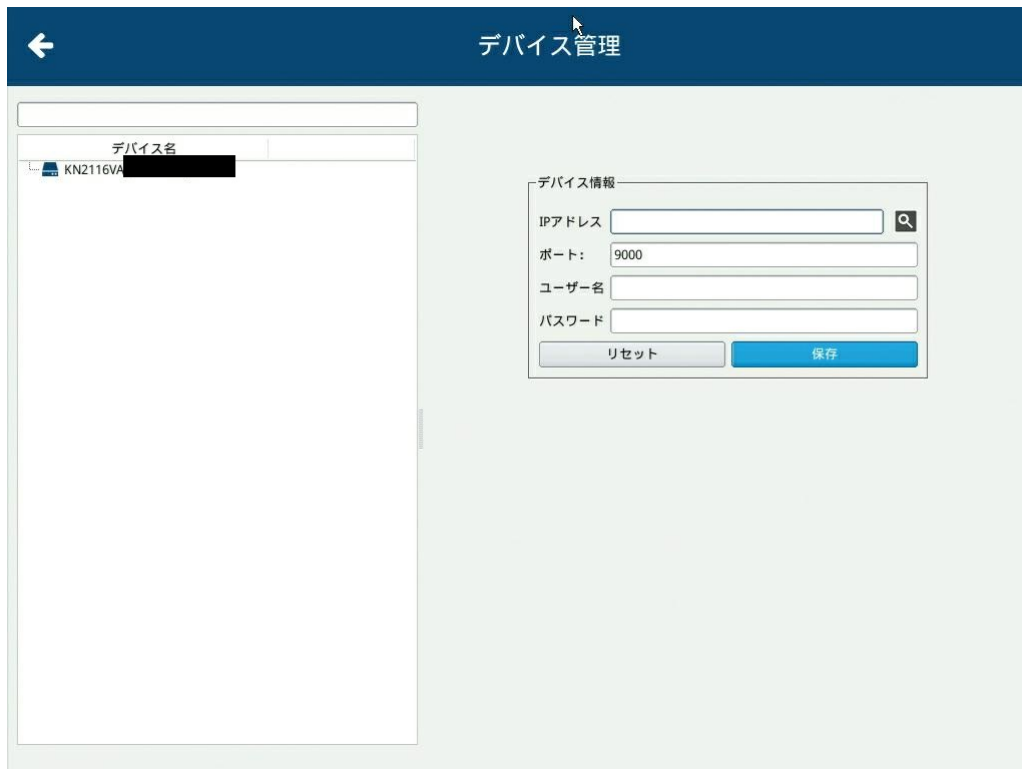 デバイス管理
デバイス名
KN2116VA
デバイス情報
IPアドレス
ポート: 9000
ユーザー名
パスワード
リセット 保存